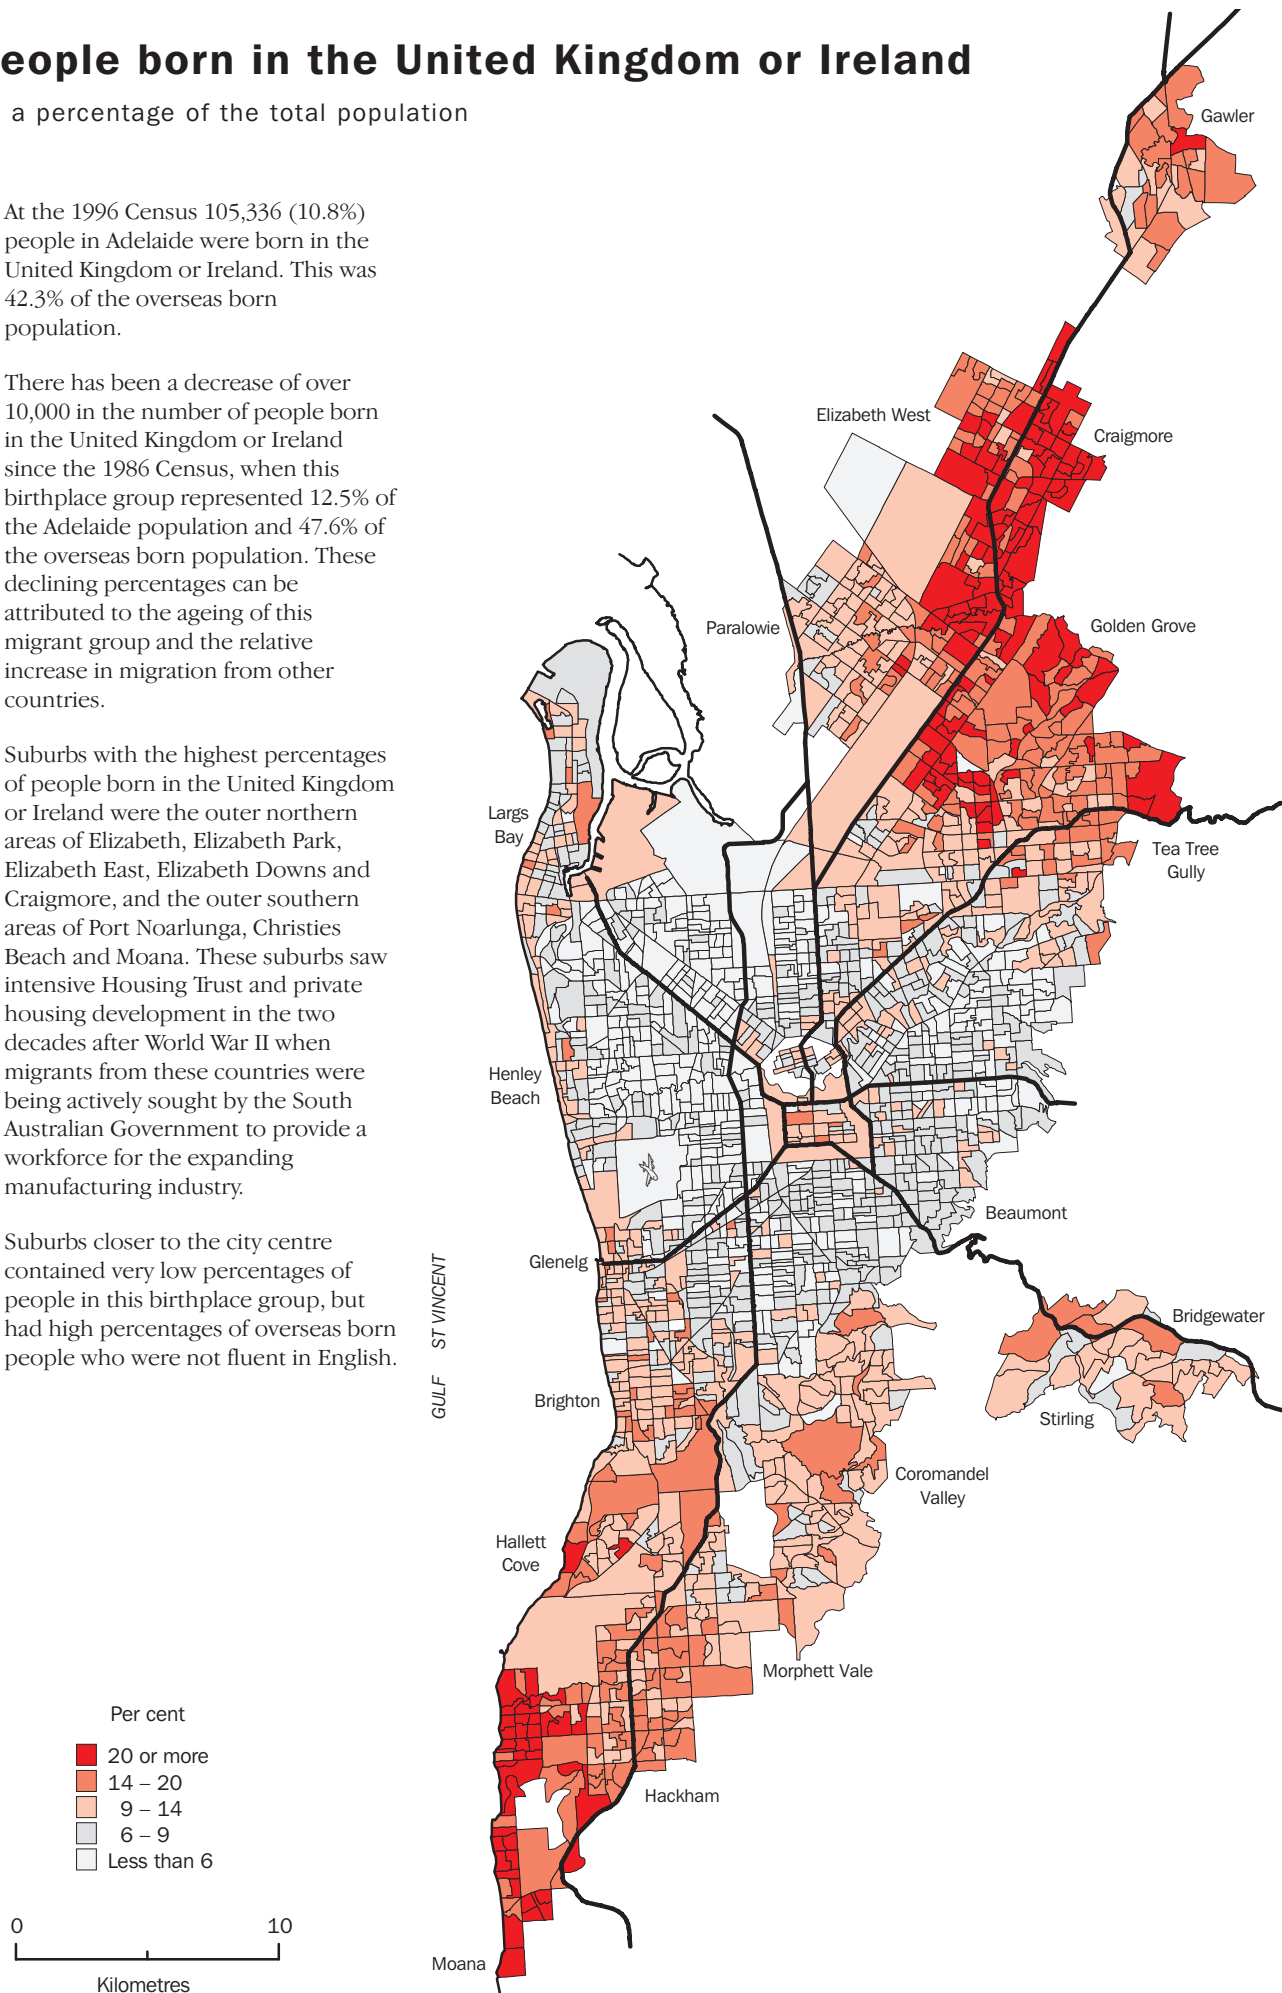 eople born in the United Kingdom or Ireland
a percentage of the total population
At the 1996 Census 105,336 (10.8%)
people in Adelaide were born in the
United Kingdom or Ireland. This was
42.3% of the overseas born
population.
There has been a decrease of over
10,000 in the number of people born
in the United Kingdom or Ireland
since the 1986 Census, when this
birthplace group represented 12.5% of
the Adelaide population and 47.6% of
the overseas born population. These
declining percentages can be
attributed to the ageing of this
migrant group and the relative
increase in migration from other
countries.
Suburbs with the highest percentages
of people born in the United Kingdom
or Ireland were the outer northern
areas of Elizabeth, Elizabeth Park,
Elizabeth East, Elizabeth Downs and
Craigmore, and the outer southern
areas of Port Noarlunga, Christies
Beach and Moana. These suburbs saw
intensive Housing Trust and private
housing development in the two
decades after World War II when
migrants from these countries were
being actively sought by the South
Australian Government to provide a
workforce for the expanding
manufacturing industry.
Suburbs closer to the city centre
contained very low percentages of
people in this birthplace group, but
had high percentages of overseas born
people who were not fluent in English.
Gawler
Elizabeth West
Craigmore
Paralowie
Golden Grove
Largs
Bay
Tea Tree
Gully
Henley
Beach
Beaumont
Glenelg
GULF ST VINCENT
Bridgewater
Brighton
Stirling
Coromandel
Valley
Hallett
Cove
Morphett Vale
Hackham
Moana
Per cent
20 or more
14 – 20
9 – 14
6 – 9
Less than 6
0 10
Kilometres